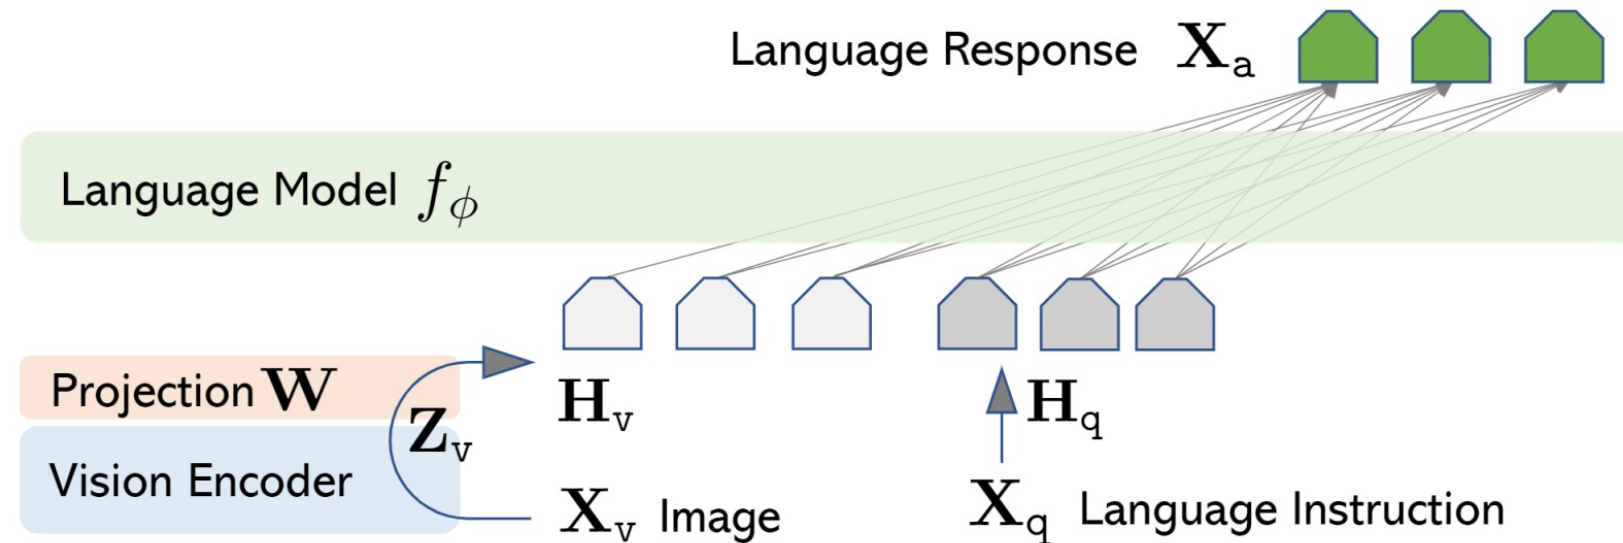 Language Response X_a
Language Model f_ϕ
Projection W
Z_v
H_v
H_q
Vision Encoder
X_v Image
X_q Language Instruction